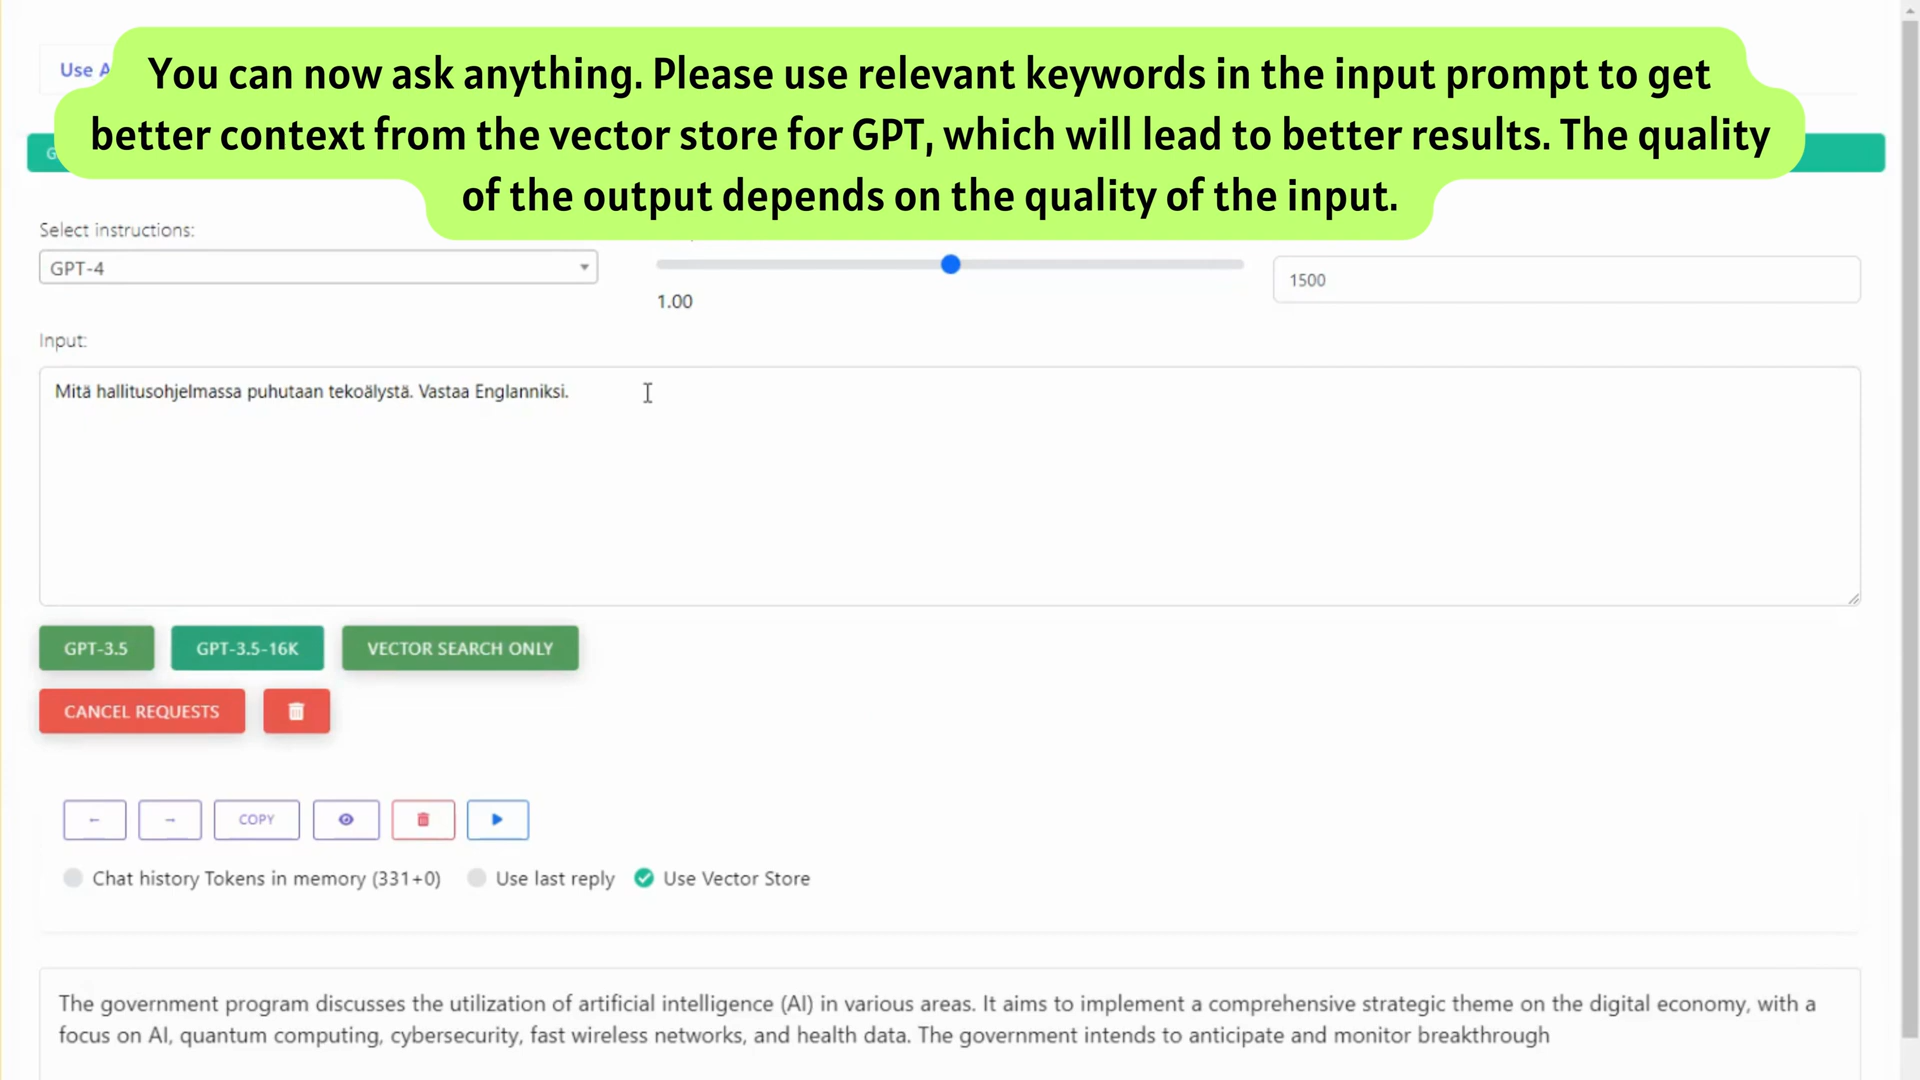 You can now ask anything. Please use relevant keywords in the input prompt to get
better context from the vector store for GPT, which will lead to better results. The quality
of the output depends on the quality of the input.
Use
Select instructions:
GPT-4
1.00
1500
Input:
Mitä hallitusohjelmassa puhutaan tekoälystä. Vastaa Englanniksi.
GPT-3.5 GPT-3.5-16K VECTOR SEARCH ONLY
CANCEL REQUESTS
← → COPY
Chat history Tokens in memory (331+0) Use last reply Use Vector Store
The government program discusses the utilization of artificial intelligence (AI) in various areas. It aims to implement a comprehensive strategic theme on the digital economy, with a
focus on AI, quantum computing, cybersecurity, fast wireless networks, and health data. The government intends to anticipate and monitor breakthrough